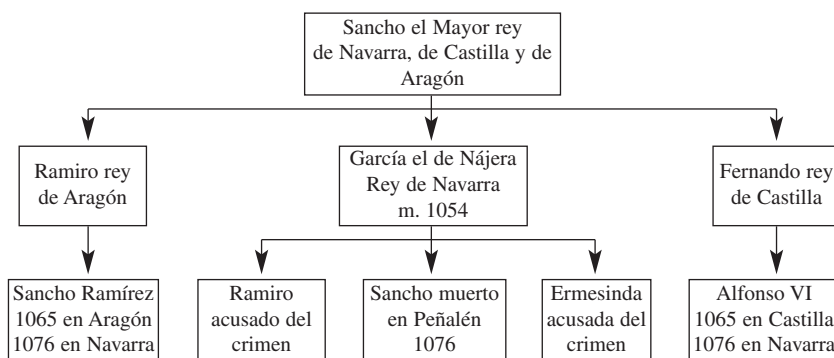 Sancho el Mayor rey
de Navarra, de Castilla y de
Aragón
Ramiro rey
de Aragón
García el de Nájera
Rey de Navarra
m. 1054
Fernando rey
de Castilla
Sancho Ramírez
1065 en Aragón
1076 en Navarra
Ramiro
acusado del
crimen
Sancho muerto
en Peñalén
1076
Ermesinda
acusada del
crimen
Alfonso VI
1065 en Castilla
1076 en Navarra